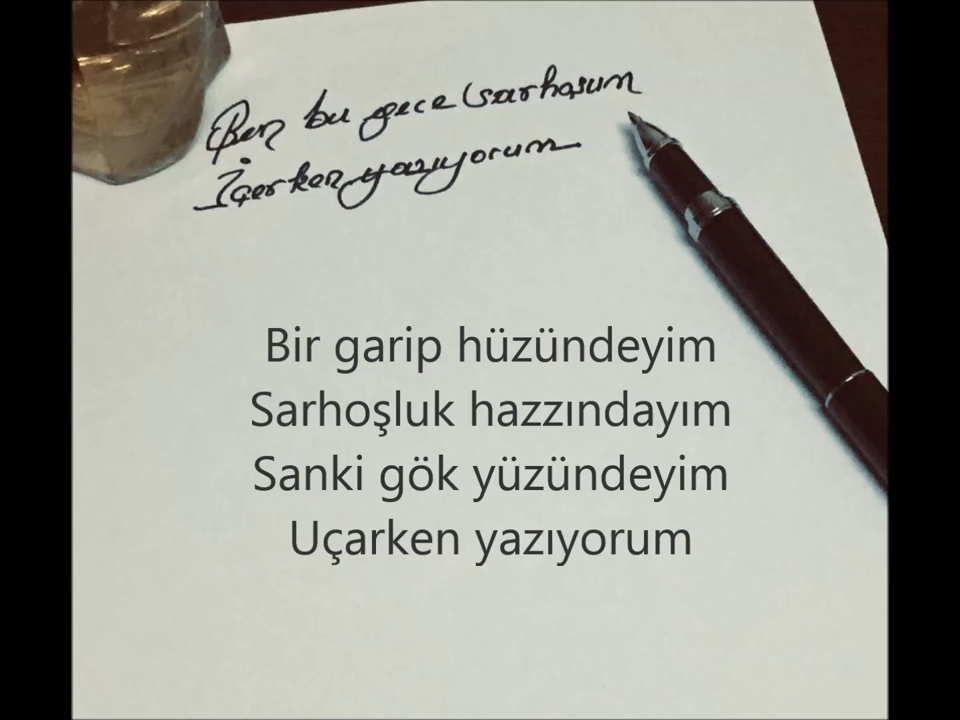 Ben bu gece sarhoşum
İçerken yazıyorum
Bir garip hüzündeyim
Sarhoşluk hazzındayım
Sanki gök yüzündeyim
Uçarken yazıyorum